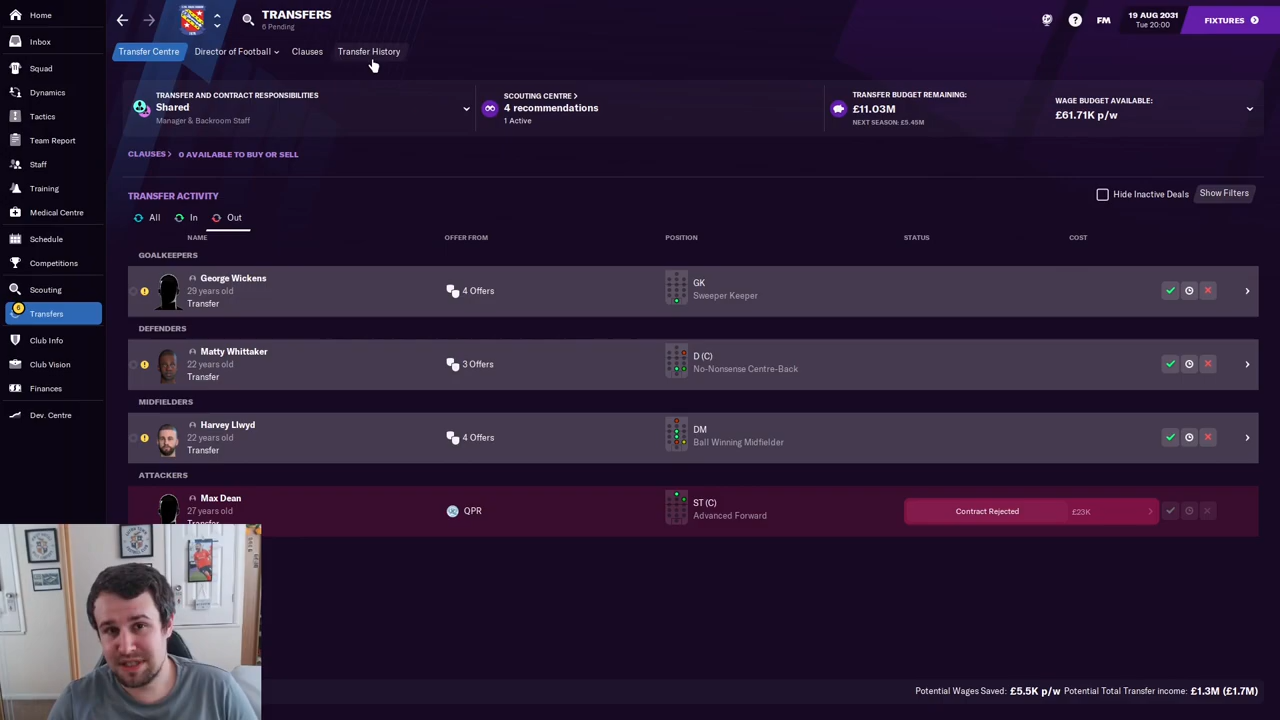 Home
TRANSFERS
6 Pending
19 AUG 2031
Tue 20:00
FM
FIXTURES
Inbox
Transfer Centre
Director of Football
Clauses
Transfer History
Squad
Dynamics
Tactics
Team Report
Staff
Training
Medical Centre
Schedule
Competitions
Scouting
6
Transfers
Club Info
Club Vision
Finances
Dev. Centre
TRANSFER AND CONTRACT RESPONSIBILITIES
Shared
Manager & Backroom Staff
SCOUTING CENTRE >
4 recommendations
1 Active
TRANSFER BUDGET REMAINING:
£11.03M
NEXT SEASON: £5.45M
WAGE BUDGET AVAILABLE:
£61.71K p/w
CLAUSES > 0 AVAILABLE TO BUY OR SELL
TRANSFER ACTIVITY
Hide Inactive Deals
Show Filters
All
In
Out
NAME
OFFER FROM
POSITION
STATUS
COST
GOALKEEPERS
George Wickens
29 years old
Transfer
4 Offers
GK
Sweeper Keeper
DEFENDERS
Matty Whittaker
22 years old
Transfer
3 Offers
D (C)
No-Nonsense Centre-Back
MIDFIELDERS
Harvey Llwyd
22 years old
Transfer
4 Offers
DM
Ball Winning Midfielder
ATTACKERS
Max Dean
27 years old
Transfer
QPR
ST (C)
Advanced Forward
Contract Rejected
£23K
Potential Wages Saved: £5.5K p/w Potential Total Transfer income: £1.3M (£1.7M)